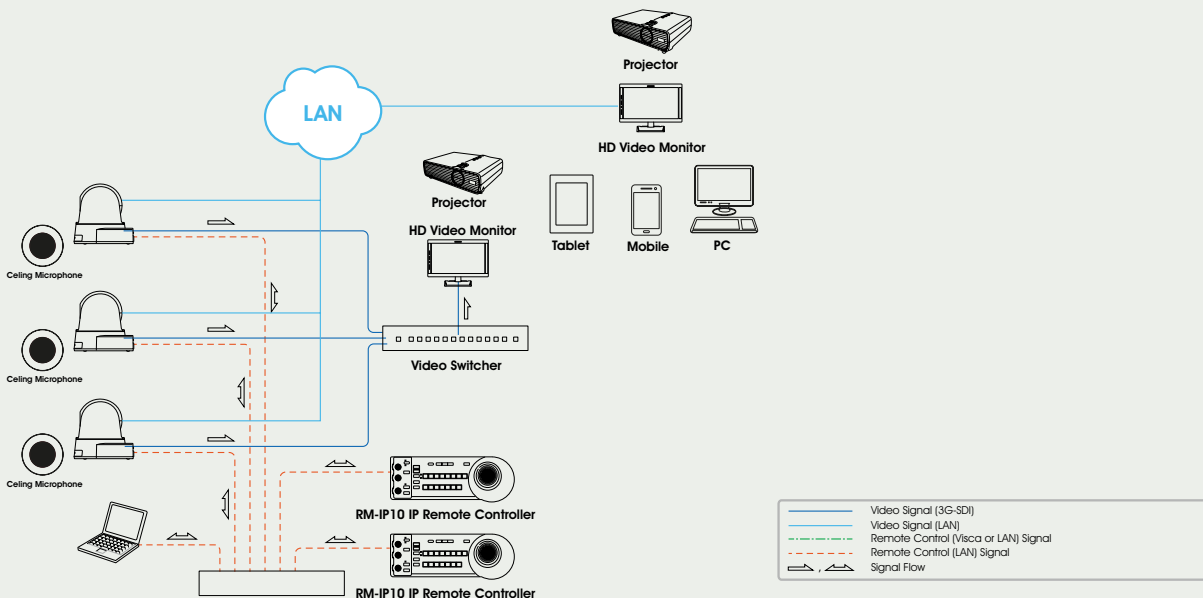 Projector
LAN
HD Video Monitor
Projector
HD Video Monitor
Tablet
Mobile
PC
Celing Microphone
Video Switcher
Celing Microphone
Celing Microphone
RM-IP10 IP Remote Controller
RM-IP10 IP Remote Controller
Video Signal (3G-SDI)
Video Signal (LAN)
Remote Control (Visca or LAN) Signal
Remote Control (LAN) Signal
, Signal Flow